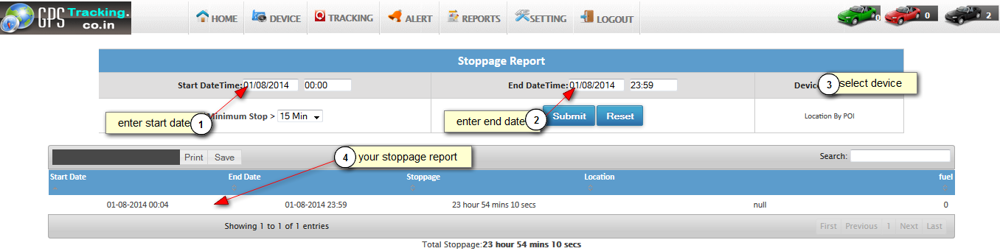 GPS Tracking.
co.in
HOME DEVICE TRACKING ALERT REPORTS SETTING LOGOUT
0 0 2
Stoppage Report
Start DateTime: 01/08/2014 00:00 End DateTime: 01/08/2014 23:59 3 select device
1 enter start date Minimum Stop > 15 Min 2 enter end date Submit Reset Location By POI
Print Save 4 your stoppage report Search:
Start Date End Date Stoppage Location fuel
01-08-2014 00:04 01-08-2014 23:59 23 hour 54 mins 10 secs null 0
Showing 1 to 1 of 1 entries First Previous 1 Next Last
Total Stoppage:23 hour 54 mins 10 secs